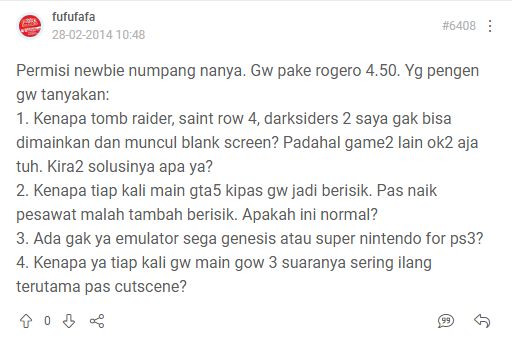 fufufafa
28-02-2014 10:48
#6408
Permisi newbie numpang nanya. Gw pake rogero 4.50. Yg pengen
gw tanyakan:
1. Kenapa tomb raider, saint row 4, darksiders 2 saya gak bisa
dimainkan dan muncul blank screen? Padahal game2 lain ok2 aja
tuh. Kira2 solusinya apa ya?
2. Kenapa tiap kali main gta5 kipas gw jadi berisik. Pas naik
pesawat malah tambah berisik. Apakah ini normal?
3. Ada gak ya emulator sega genesis atau super nintendo for ps3?
4. Kenapa ya tiap kali gw main gow 3 suaranya sering ilang
terutama pas cutscene?
0